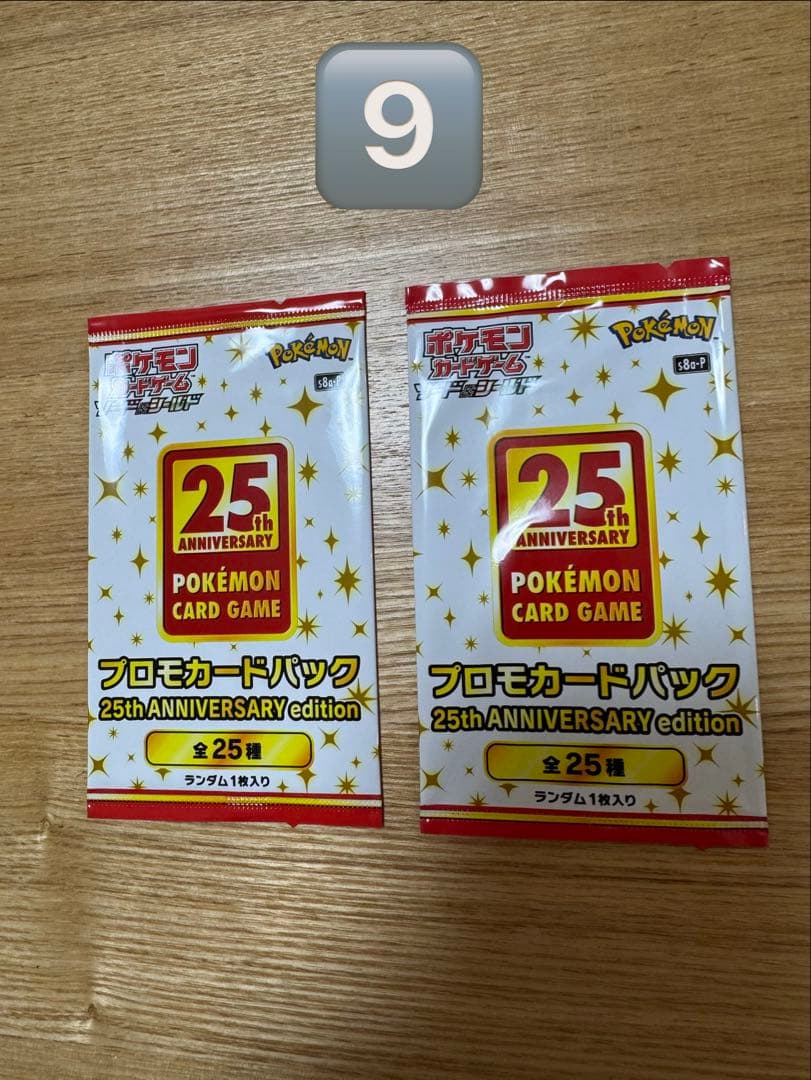 9
ポケモン
カードゲーム
ソード&シールド
Pokémon
s8a-P
25th
ANNIVERSARY
POKÉMON
CARD GAME
プロモカードパック
25th ANNIVERSARY edition
全25種
ランダム1枚入り
ポケモン
カードゲーム
ソード&シールド
Pokémon
s8a-P
25th
ANNIVERSARY
POKÉMON
CARD GAME
プロモカードパック
25th ANNIVERSARY edition
全25種
ランダム1枚入り